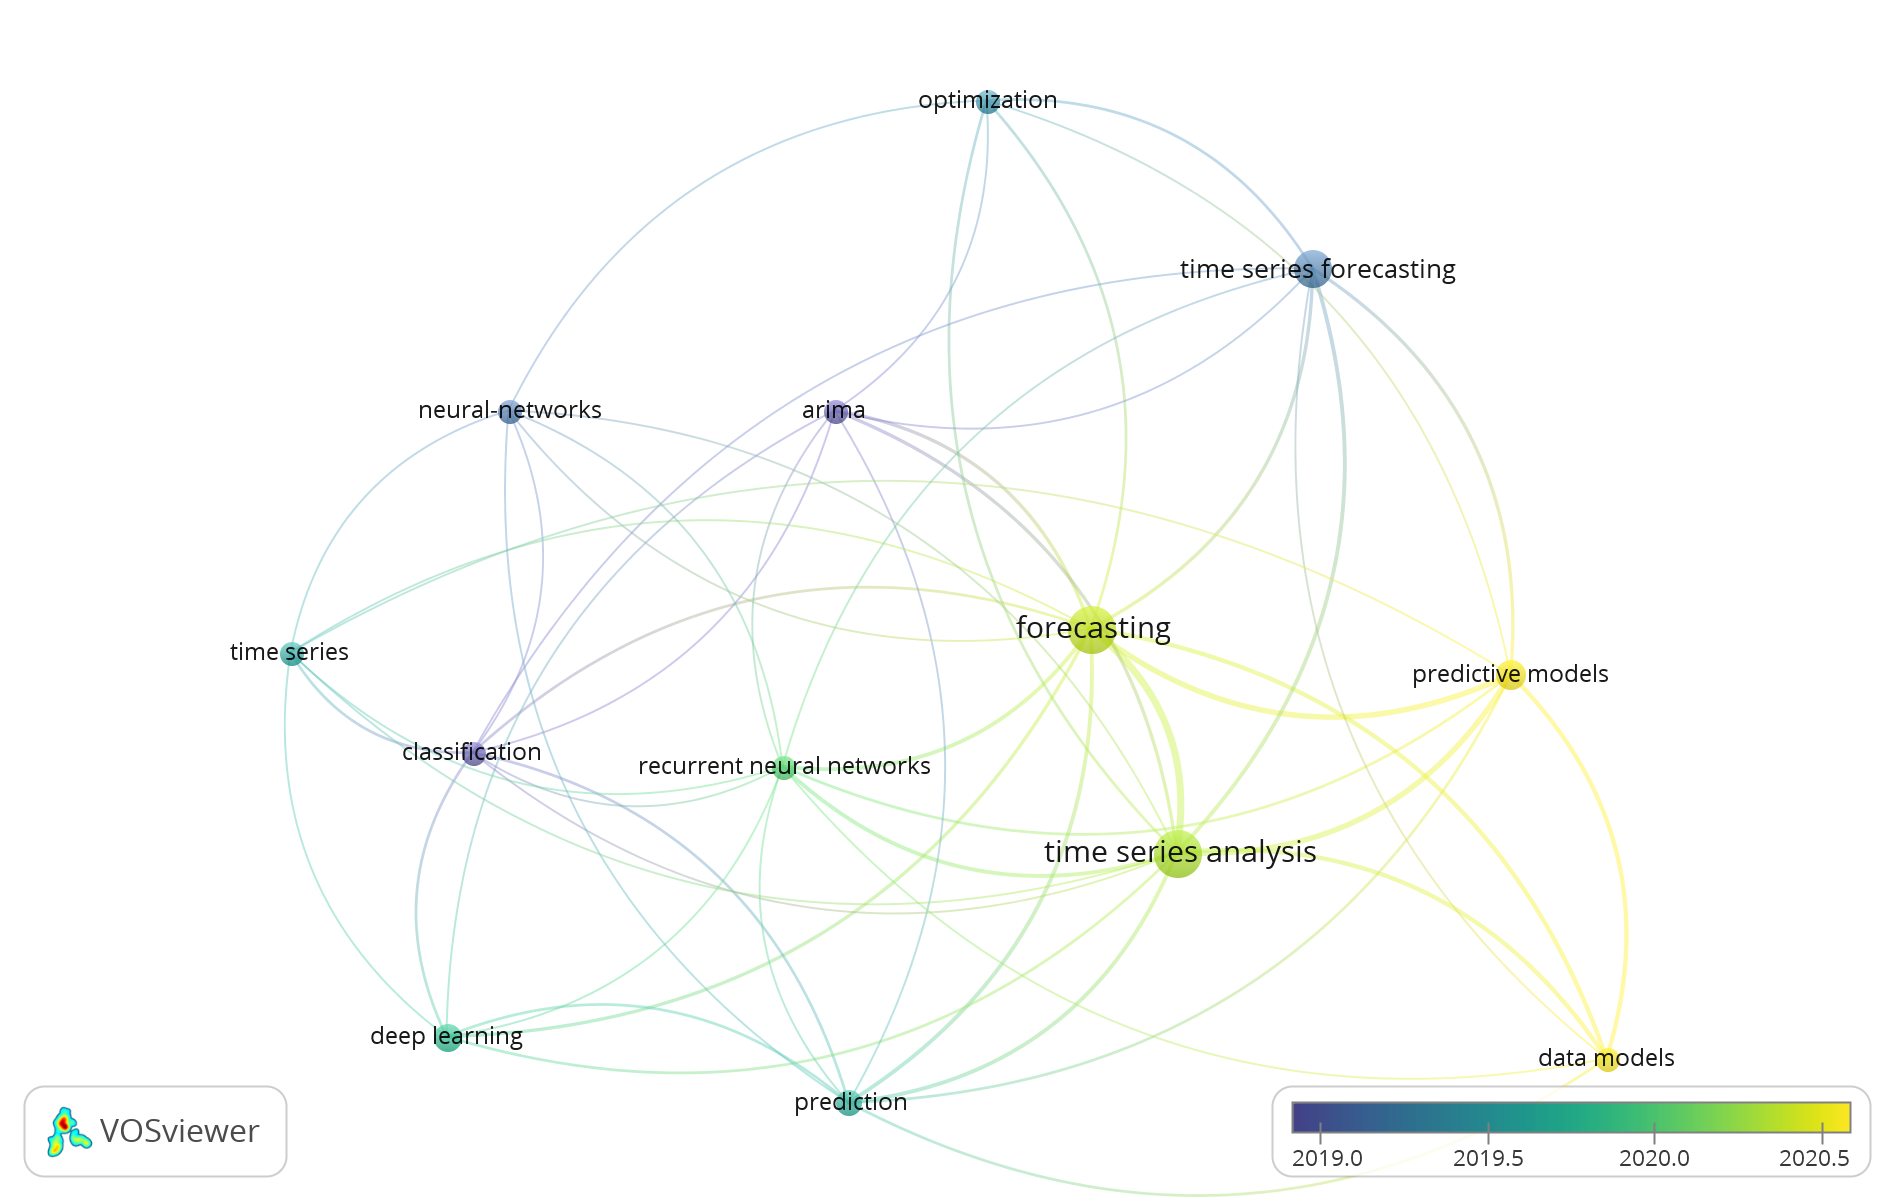 optimization
time series forecasting
neural-networks
arima
forecasting
time series
predictive models
classification
recurrent neural networks
time series analysis
deep learning
data models
prediction
VOSviewer
2019.0 2019.5 2020.0 2020.5